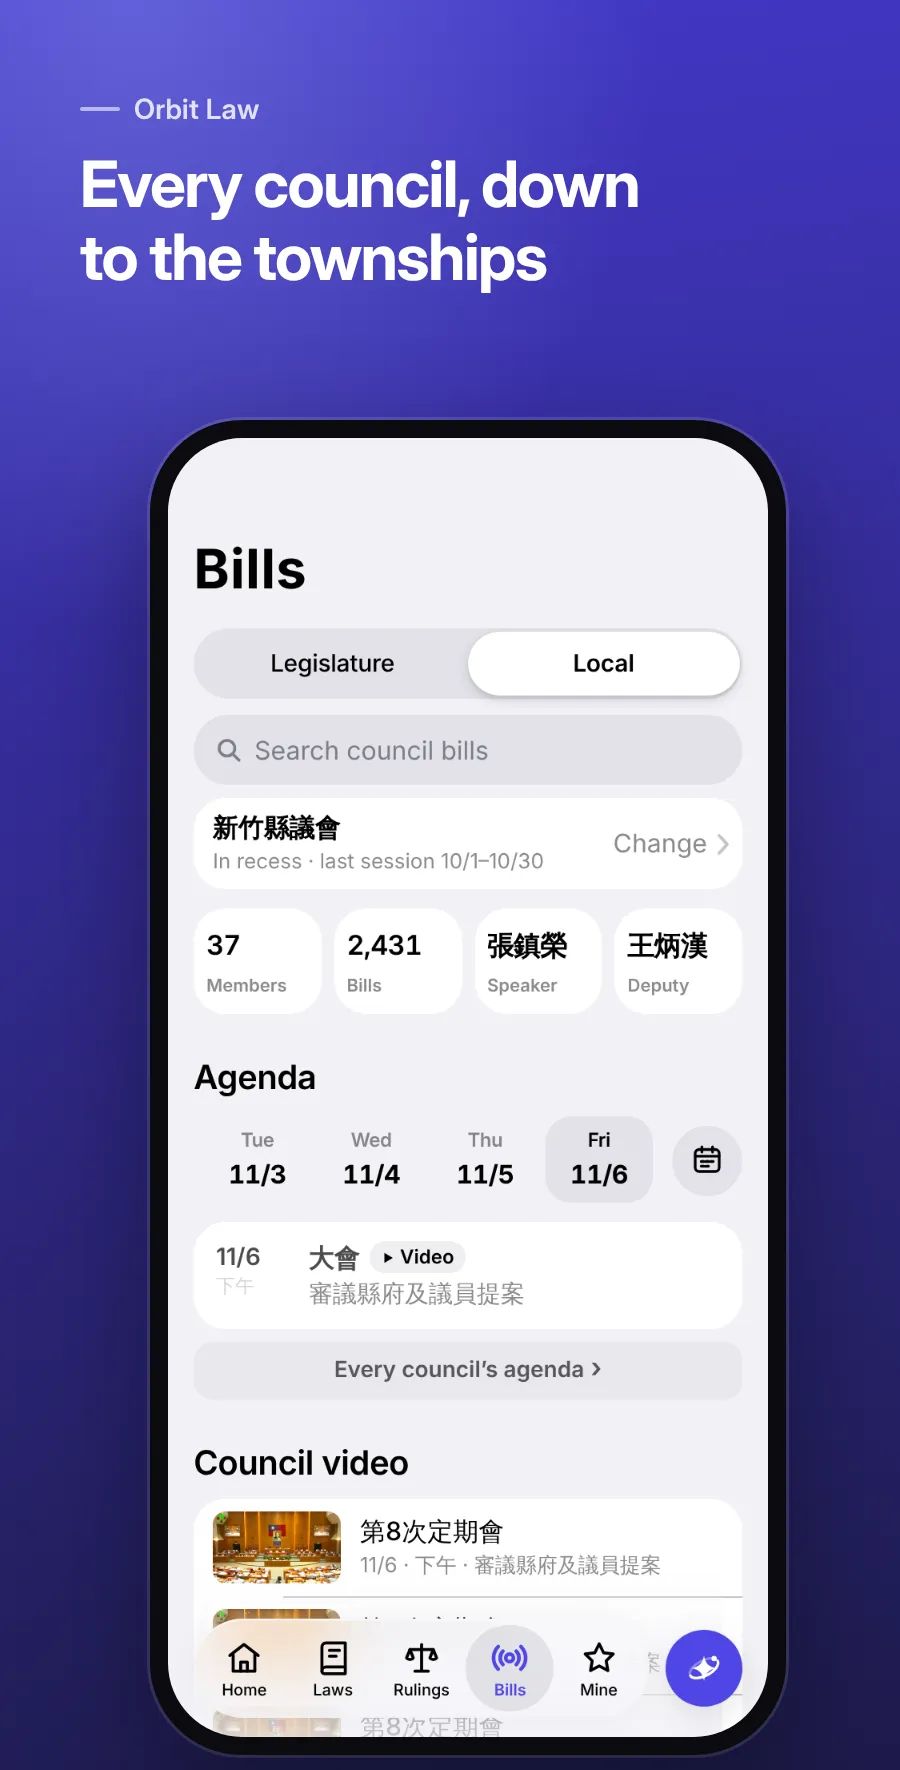 Orbit Law
Every council, down
to the townships
Bills
Legislature
Local
Search council bills
新竹縣議會
In recess · last session 10/1–10/30
Change
37
Members
2,431
Bills
張鎮榮
Speaker
王炳漢
Deputy
Agenda
Tue
11/3
Wed
11/4
Thu
11/5
Fri
11/6
11/6
下午
大會
Video
審議縣府及議員提案
Every council’s agenda
Council video
第8次定期會
11/6 · 下午 · 審議縣府及議員提案
Home
Laws
Rulings
Bills
Mine
第8次定期會